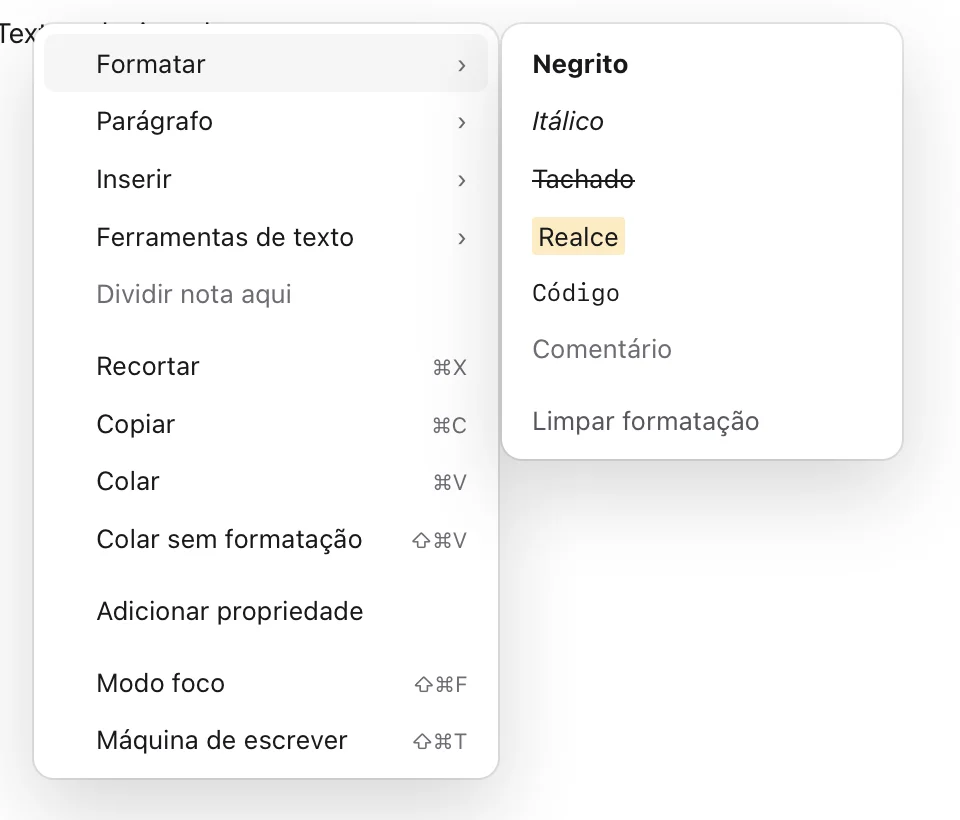 Formatar
Parágrafo
Inserir
Ferramentas de texto
Dividir nota aqui
Recortar ⌘X
Copiar ⌘C
Colar ⌘V
Colar sem formatação ⇧⌘V
Adicionar propriedade
Modo foco ⇧⌘F
Máquina de escrever ⇧⌘T
Negrito
Itálico
Tachado
Realce
Código
Comentário
Limpar formatação